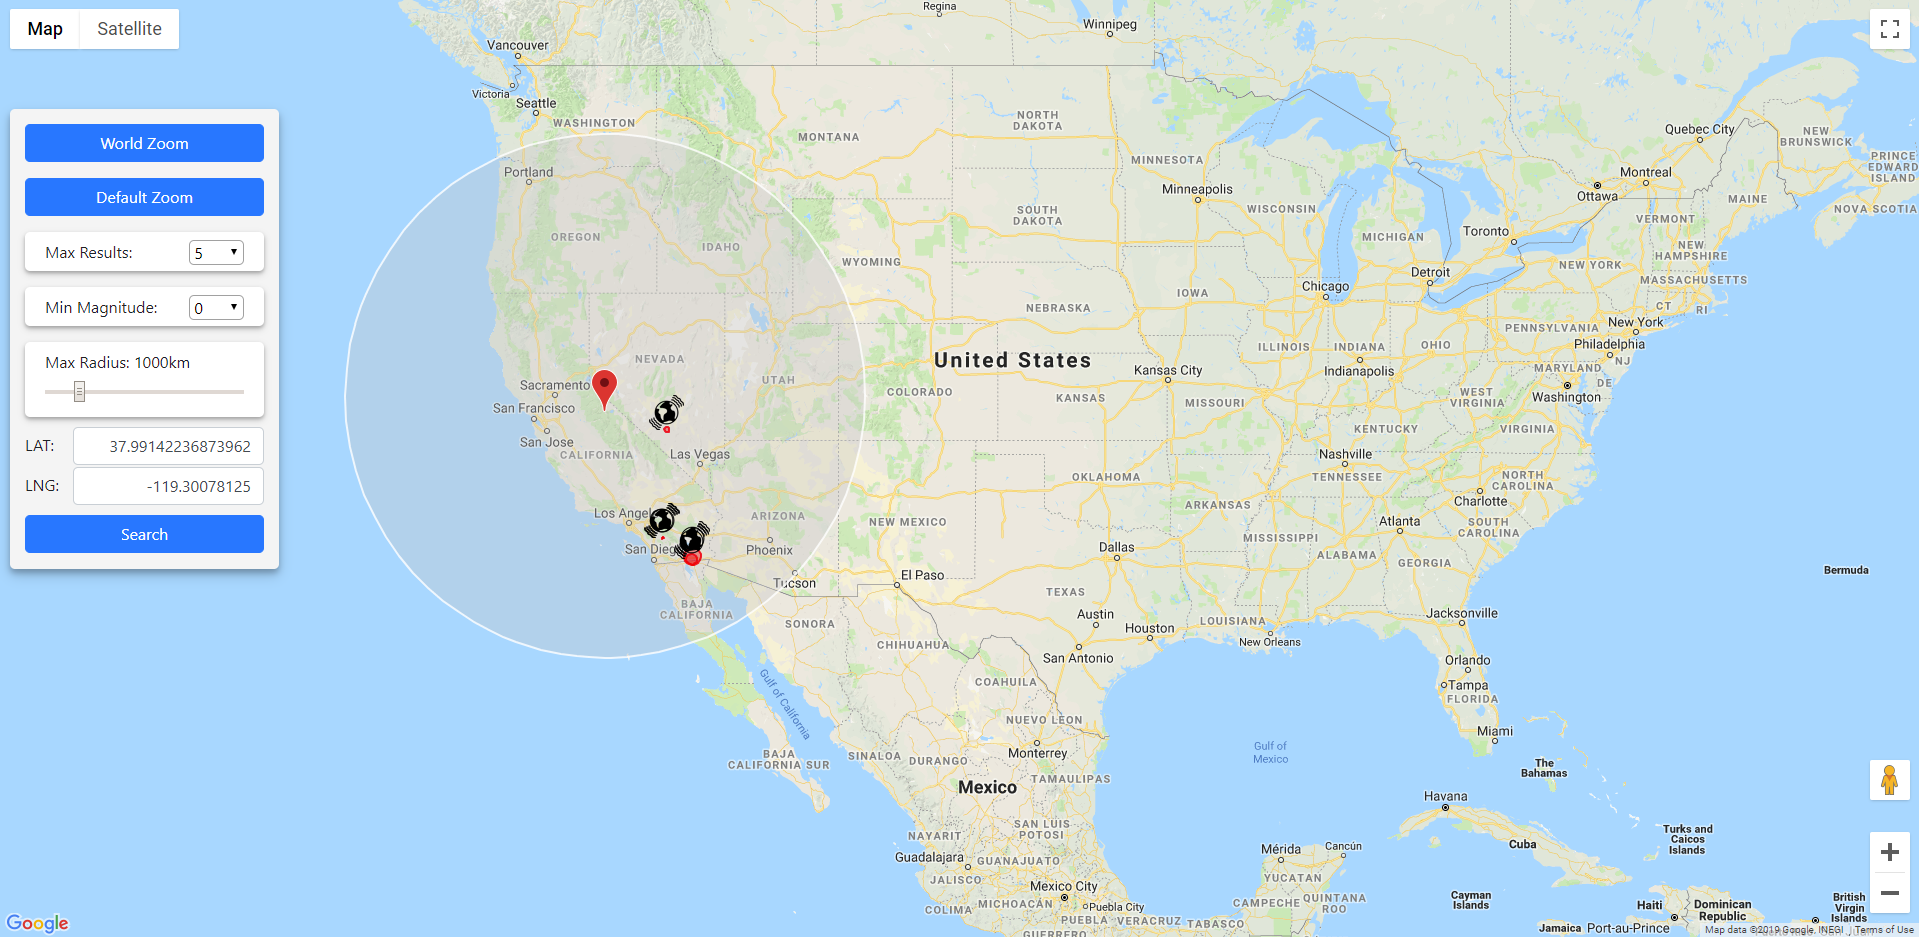 Map
Satellite
World Zoom
Default Zoom
Max Results:
5
Min Magnitude:
0
Max Radius: 1000km
LAT:
37.99142236873962
LNG:
-119.30078125
Search
Regina
Winnipeg
Vancouver
Victoria
Seattle
WASHINGTON
MONTANA
NORTH
DAKOTA
MINNESOTA
Quebec City
NEW
BRUNSWICK
PRINCE
EDWARD
ISLAND
Portland
Minneapolis
Montreal
Ottawa
MAINE
NOVA SCOTIA
SOUTH
DAKOTA
WISCONSIN
VERMONT
OREGON
IDAHO
MICHIGAN
Toronto
NEW
HAMPSHIRE
WYOMING
Detroit
NEW YORK
MASSACHUSETTS
Chicago
IOWA
NEBRASKA
CT
RI
PENNSYLVANIA
New York
NEVADA
United States
ILLINOIS
INDIANA
OHIO
Philadelphia
NJ
UTAH
Kansas City
Indianapolis
MARYLAND
DE
Sacramento
COLORADO
KANSAS
MISSOURI
WEST
VIRGINIA
Washington
San Francisco
San Jose
CALIFORNIA
Las Vegas
KENTUCKY
VIRGINIA
Nashville
TENNESSEE
OKLAHOMA
NORTH
CAROLINA
Charlotte
Los Angel
ARIZONA
NEW MEXICO
ARKANSAS
Atlanta
SOUTH
CAROLINA
San Dieg
Phoenix
Dallas
MISSISSIPPI
ALABAMA
GEORGIA
Tucson
El Paso
TEXAS
Bermuda
BAJA
CALIFORNIA
SONORA
Austin
Houston
LOUISIANA
Jacksonville
CHIHUAHUA
San Antonio
New Orleans
Orlando
Gulf of California
COAHUILA
Tampa
FLORIDA
NUEVO LEON
Miami
BAJA
CALIFORNIA SUR
SINALOA
DURANGO
Monterrey
TAMAULIPAS
Gulf of
Mexico
The
Bahamas
Mexico
Havana
NAYARIT
SAN LUIS
POTOSI
Turks and
Caicos
Islands
Guadalajara
GUANAJUATO
Mérida
Cancún
Cuba
JALISCO
Mexico City
YUCATAN
COLIMA
MICHOACÁN
Puebla City
CAMPECHE
QUINTANA
ROO
Cayman
Islands
Haiti
Dominican
Republic
British
Virgin
Islands
PUEBLA
VERACRUZ
TABASCO
Jamaica
Port-au-Prince
GUERRERO
Google
Map data ©2019 Google, INEGI
Terms of Use